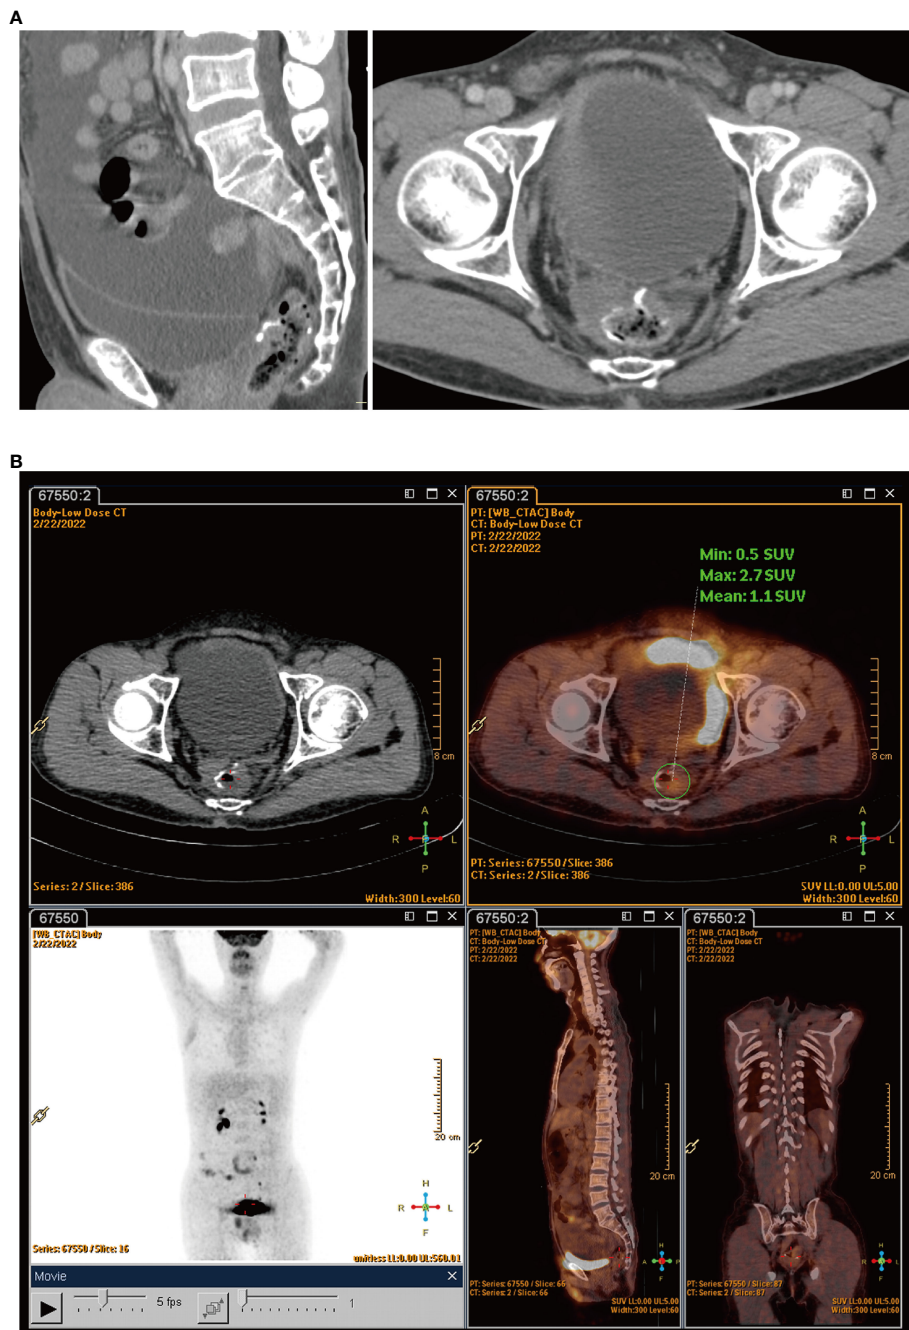 A
B
67550:2
Body-Low Dose CT
2/22/2022
8 cm
A
R
L
P
Series: 2 / Slice: 386
Width:300 Level:60
67550:2
PT: [WB_CTAC] Body
CT: Body-Low Dose CT
PT: 2/22/2022
CT: 2/22/2022
Min: 0.5 SUV
Max: 2.7 SUV
Mean: 1.1 SUV
8 cm
A
R
L
P
PT: Series: 67550 / Slice: 386
CT: Series: 2 / Slice: 386
SUV LL:0.00 UL:5.00
Width:300 Level:60
67550
[WB_CTAC] Body
2/22/2022
20 cm
H
R
A
L
F
Series: 67550 / Slice: 16
unitless LL:0.00 UL:560.01
Movie
5 fps
1
67550:2
PT: [WB_CTAC] Body
CT: Body-Low Dose CT
PT: 2/22/2022
CT: 2/22/2022
20 cm
H
A
P
F
PT: Series: 67550 / Slice: 66
CT: Series: 2 / Slice: 66
SUV LL:0.00 UL:5.00
Width:300 Level:60
67550:2
PT: [WB_CTAC] Body
CT: Body-Low Dose CT
PT: 2/22/2022
CT: 2/22/2022
20 cm
H
R
A
L
F
PT: Series: 67550 / Slice: 87
CT: Series: 2 / Slice: 87
SUV LL:0.00 UL:5.00
Width:300 Level:60